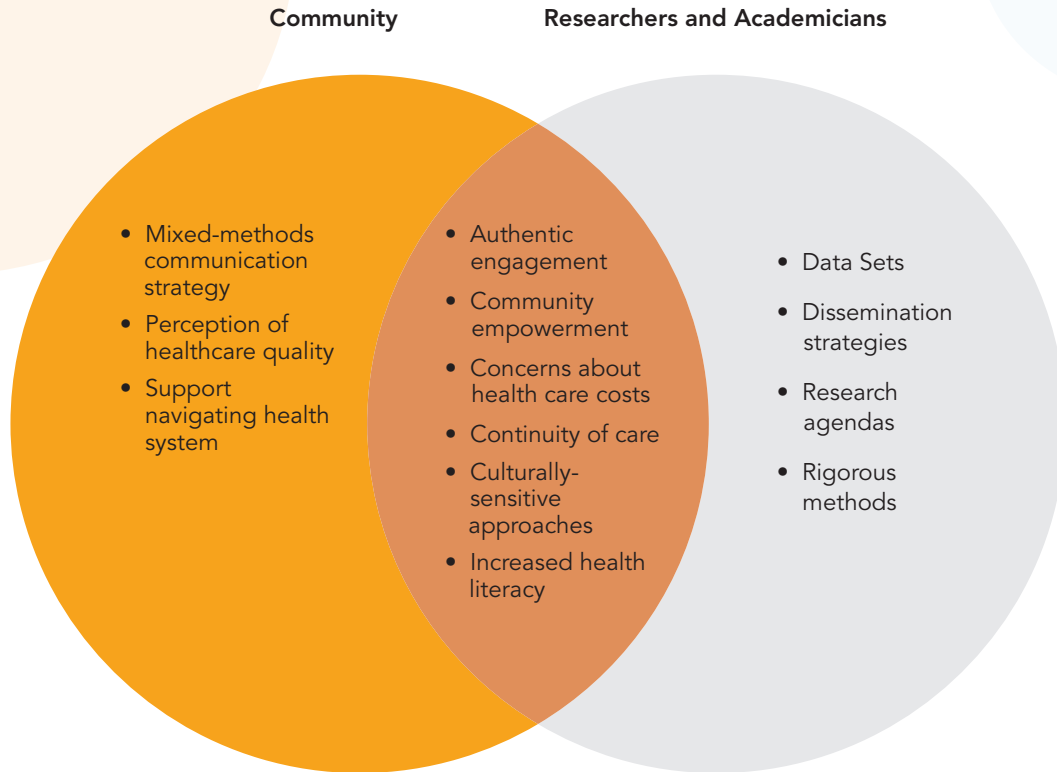 Community
Researchers and Academicians
• Mixed-methods
communication
strategy
• Perception of
healthcare quality
• Support
navigating health
system
• Authentic
engagement
• Community
empowerment
• Concerns about
health care costs
• Continuity of care
• Culturally-
sensitive
approaches
• Increased health
literacy
• Data Sets
• Dissemination
strategies
• Research
agendas
• Rigorous
methods